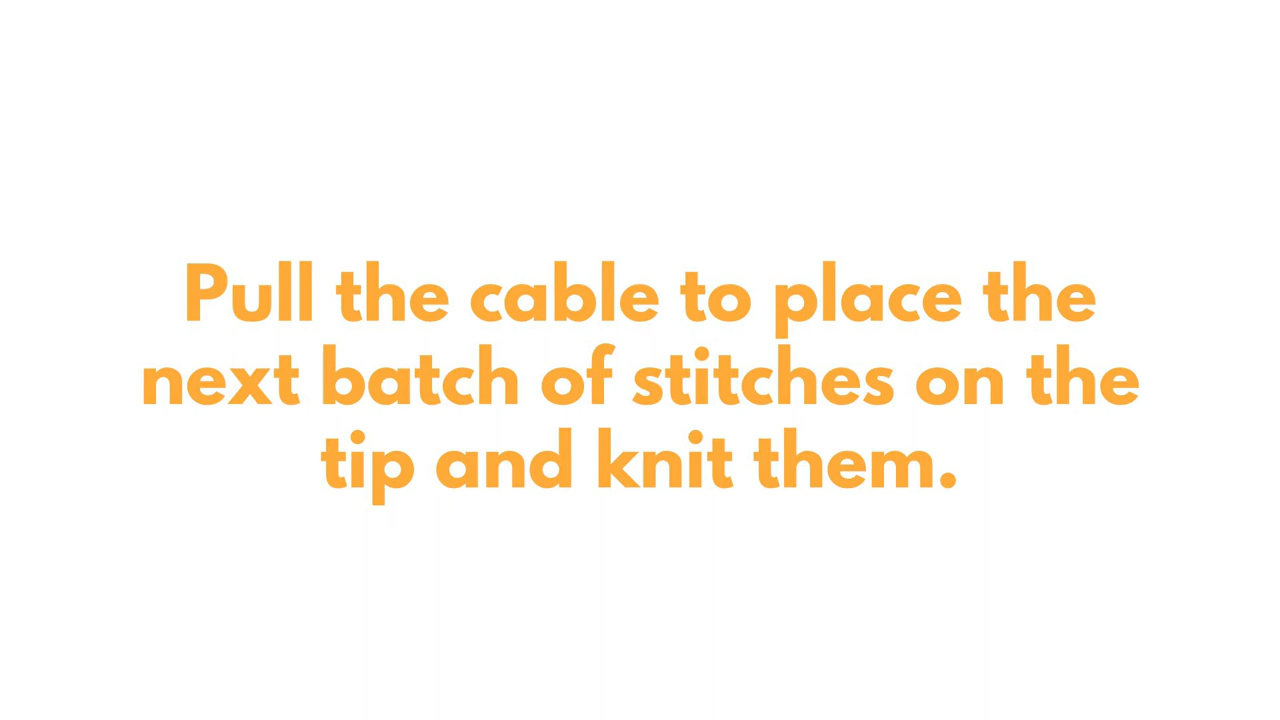 Pull the cable to place the
next batch of stitches on the
tip and knit them.